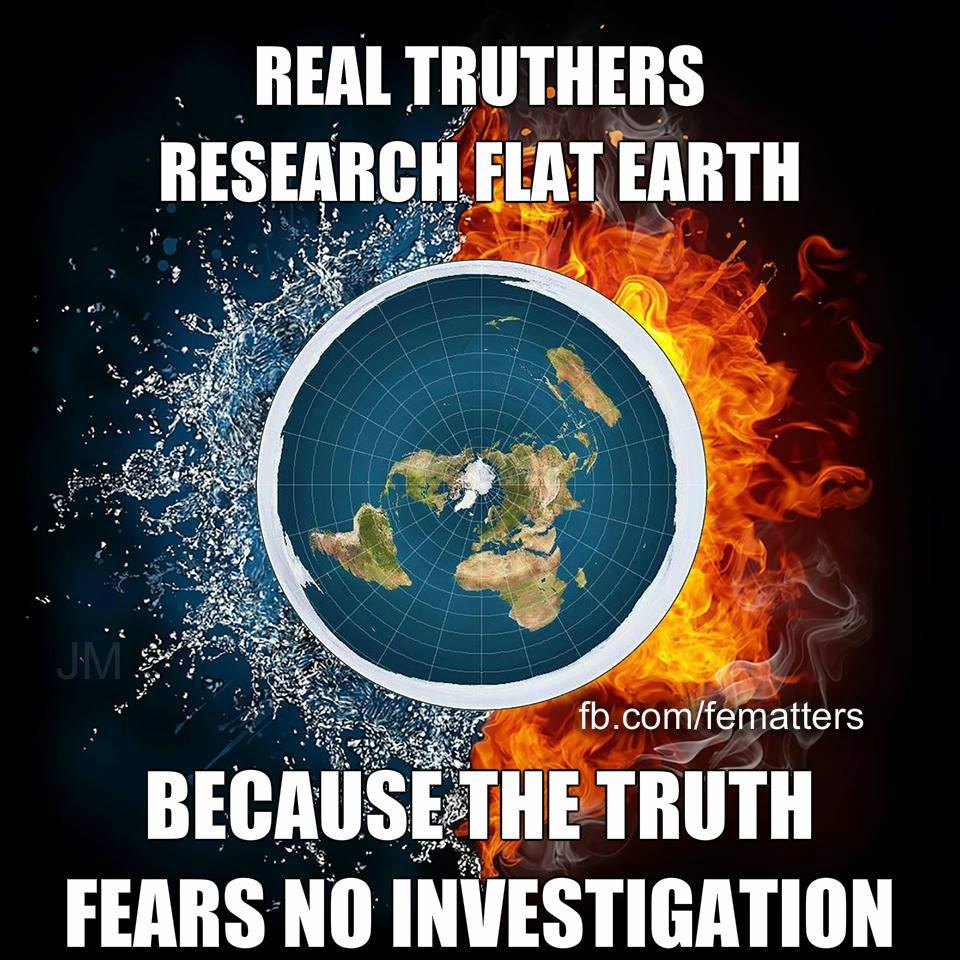 REAL TRUTHERS
RESEARCH FLAT EARTH
JM
fb.com/fematters
BECAUSE THE TRUTH
FEARS NO INVESTIGATION